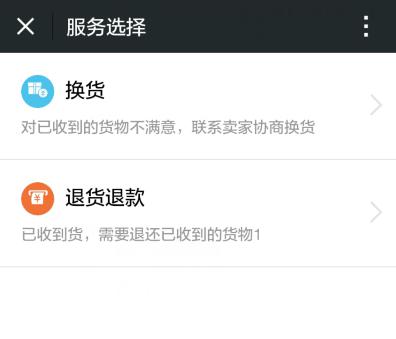 服务选择
换货
对已收到的货物不满意，联系卖家协商换货
退货退款
已收到货，需要退还已收到的货物1